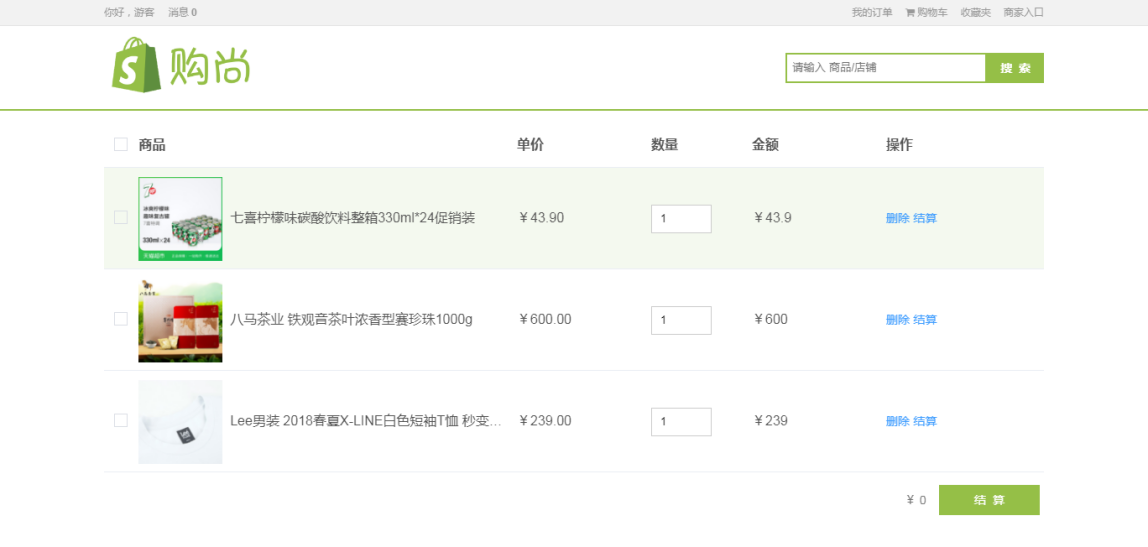 你好，游客 消息 0 我的订单 购物车 收藏夹 商家入口
购尚
请输入 商品/店铺 搜 索
商品 单价 数量 金额 操作
七喜柠檬味碳酸饮料整箱330ml*24促销装 ￥43.90 1 ￥43.9 删除 结算
330ml×24
八马茶业 铁观音茶叶浓香型赛珍珠1000g ￥600.00 1 ￥600 删除 结算
Lee男装 2018春夏X-LINE白色短袖T恤 秒变… ￥239.00 1 ￥239 删除 结算
￥ 0 结 算